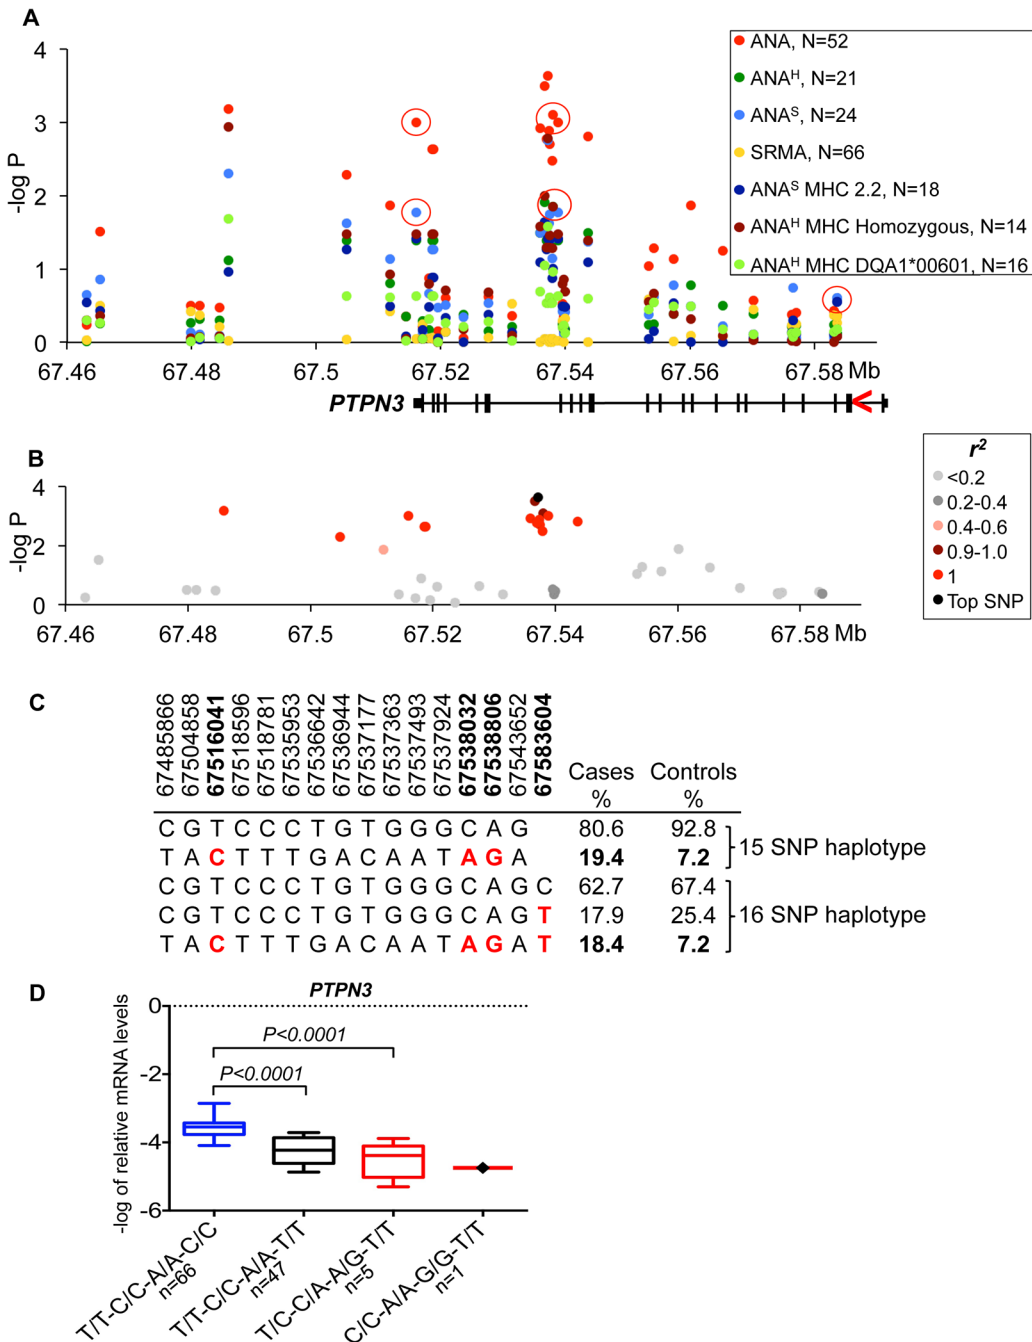 A
-log P
4
3
2
1
0
67.46 67.48 67.5 67.52 67.54 67.56 67.58 Mb
ANA, N=52
ANAᴴ, N=21
ANAˢ, N=24
SRMA, N=66
ANAˢ MHC 2.2, N=18
ANAᴴ MHC Homozygous, N=14
ANAᴴ MHC DQA1*00601, N=16
PTPN3
B
-log P
4
2
0
67.46 67.48 67.5 67.52 67.54 67.56 67.58 Mb
r²
<0.2
0.2-0.4
0.4-0.6
0.9-1.0
1
Top SNP
C
67485866 67504858 67516041 67518596 67518781 67535953 67536642 67536944 67537177 67537363 67537493 67537924 67538032 67538806 67543652 67583604
Cases % Controls %
C G T C C C T G T G G G C A G 80.6 92.8
T A C T T T G A C A A T A G A 19.4 7.2
15 SNP haplotype
C G T C C C T G T G G G C A G C 62.7 67.4
C G T C C C T G T G G G C A G T 17.9 25.4
T A C T T T G A C A A T A G A T 18.4 7.2
16 SNP haplotype
D
PTPN3
-log of relative mRNA levels
0
-2
-4
-6
P<0.0001
P<0.0001
T/T-C/C-A/A-C/C n=66
T/T-C/C-A/A-T/T n=47
T/C-C/A-A/G-T/T n=5
C/C-A/A-G/G-T/T n=1